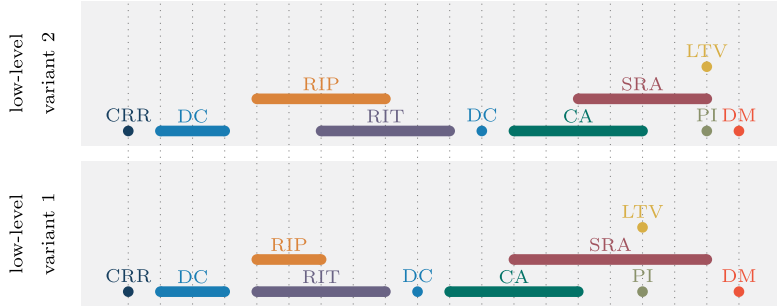 low-level
variant 2
LTV
RIP
SRA
CRR DC RIT DC CA PI DM
low-level
variant 1
LTV
RIP
SRA
CRR DC RIT DC CA PI DM